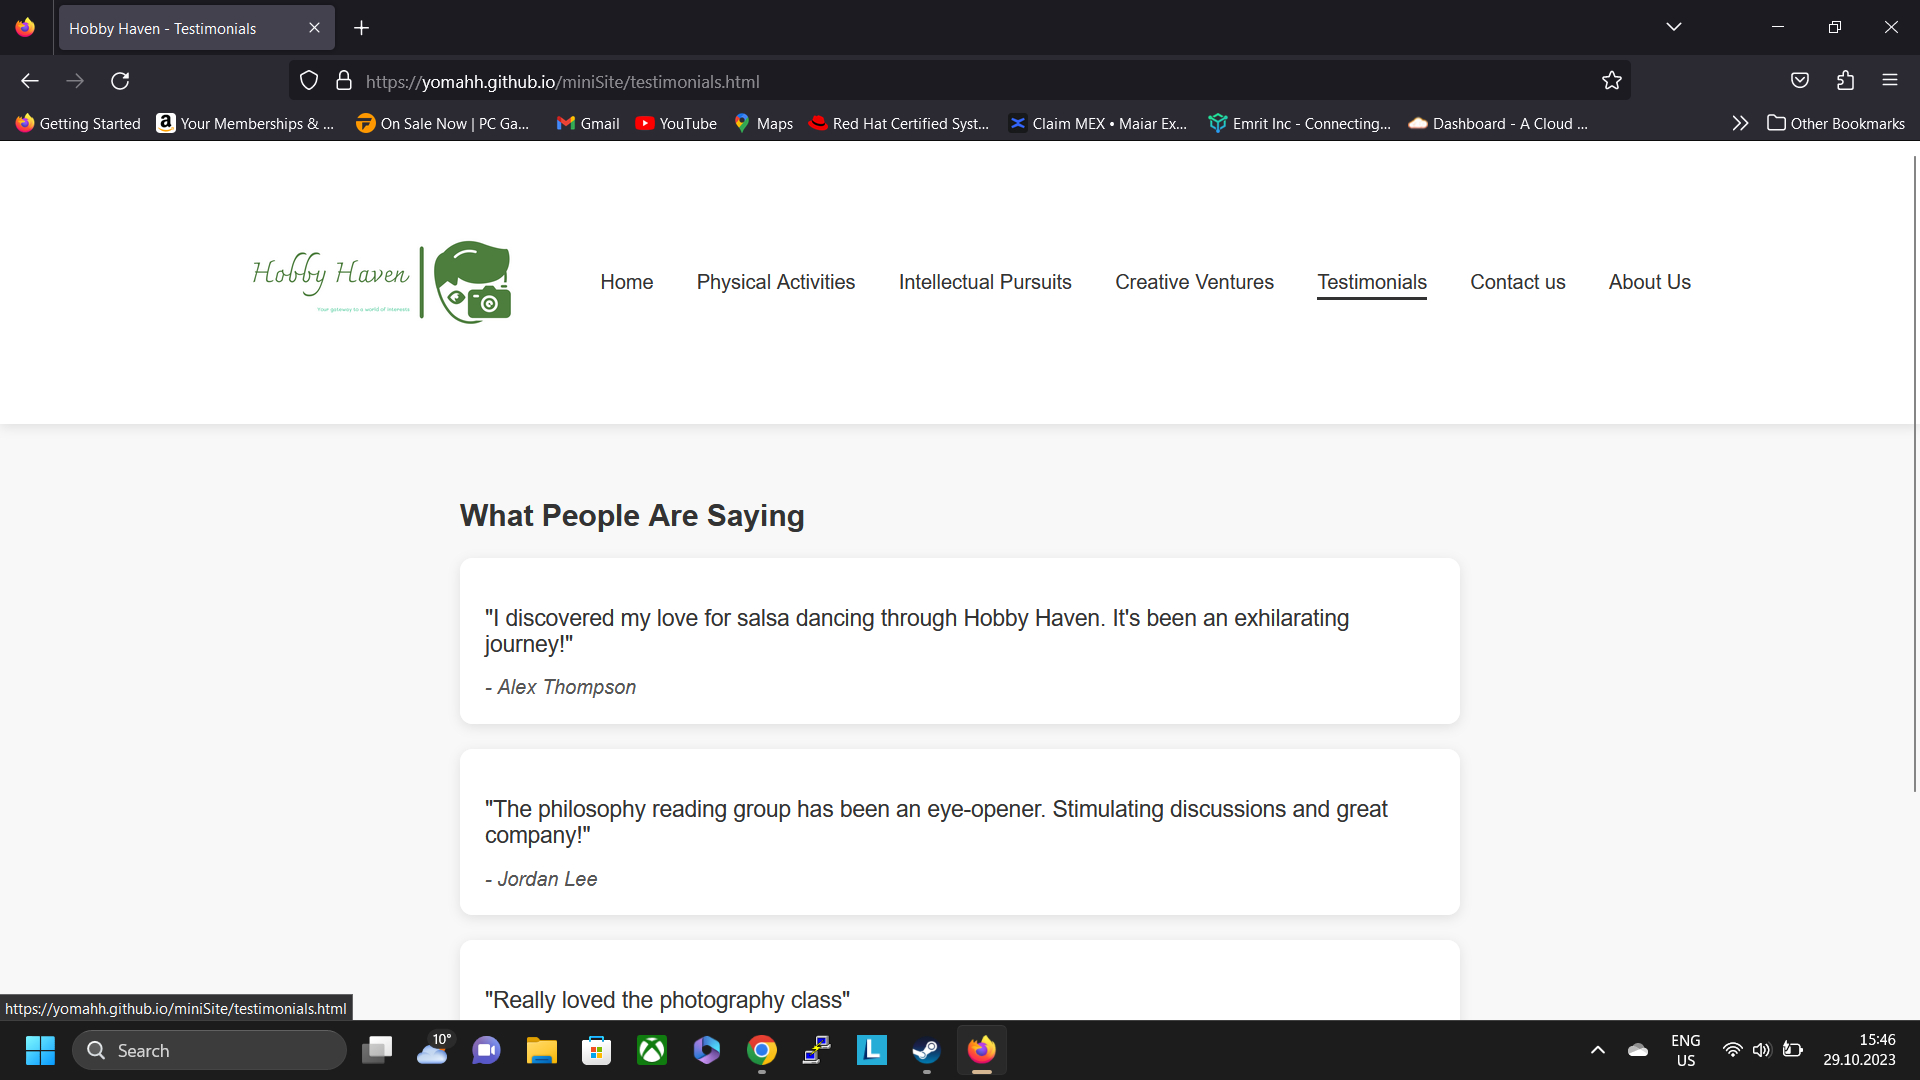 Hobby Haven - Testimonials
https://yomahh.github.io/miniSite/testimonials.html
Getting Started
Your Memberships & ...
On Sale Now | PC Ga...
Gmail
YouTube
Maps
Red Hat Certified Syst...
Claim MEX • Maiar Ex...
Emrit Inc - Connecting...
Dashboard - A Cloud ...
Other Bookmarks
Hobby Haven
Your gateway to a world of interests
Home
Physical Activities
Intellectual Pursuits
Creative Ventures
Testimonials
Contact us
About Us
What People Are Saying
"I discovered my love for salsa dancing through Hobby Haven. It's been an exhilarating
journey!"
- Alex Thompson
"The philosophy reading group has been an eye-opener. Stimulating discussions and great
company!"
- Jordan Lee
"Really loved the photography class"
https://yomahh.github.io/miniSite/testimonials.html
Search
10°
ENG
US
15:46
29.10.2023